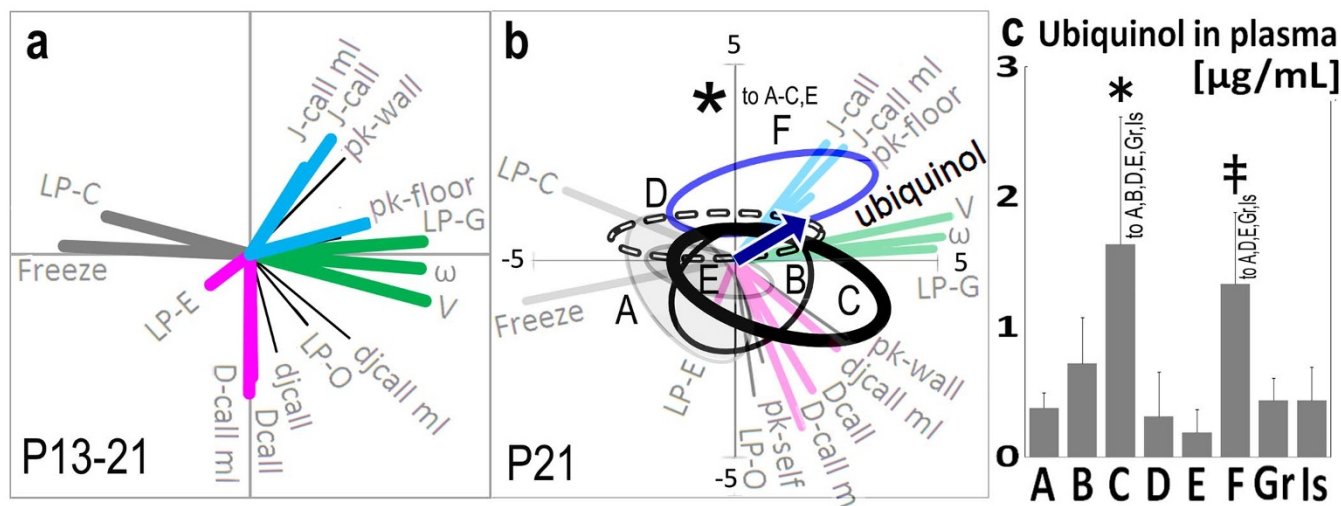 a
J-call ml
J-call
pk-wall
LP-C
pk-floor
LP-G
Freeze
ω
V
LP-E
D-call ml
Dcall
djcall
LP-O
djcall ml
P13-21
b
5
* to A-C,E
F
J-call
J-call ml
pk-floor
LP-C
D
ubiquinol
V
ω
-5
5
E
B
LP-G
A
C
Freeze
LP-E
pk-wall
djcall ml
Dcall
D-call m
pk-self
LP-O
-5
P21
c Ubiquinol in plasma
[µg/mL]
3
*
to A,B,D,E,Gr,Is
‡
to A,D,E,Gr,Is
2
1
0
A B C D E F Gr Is